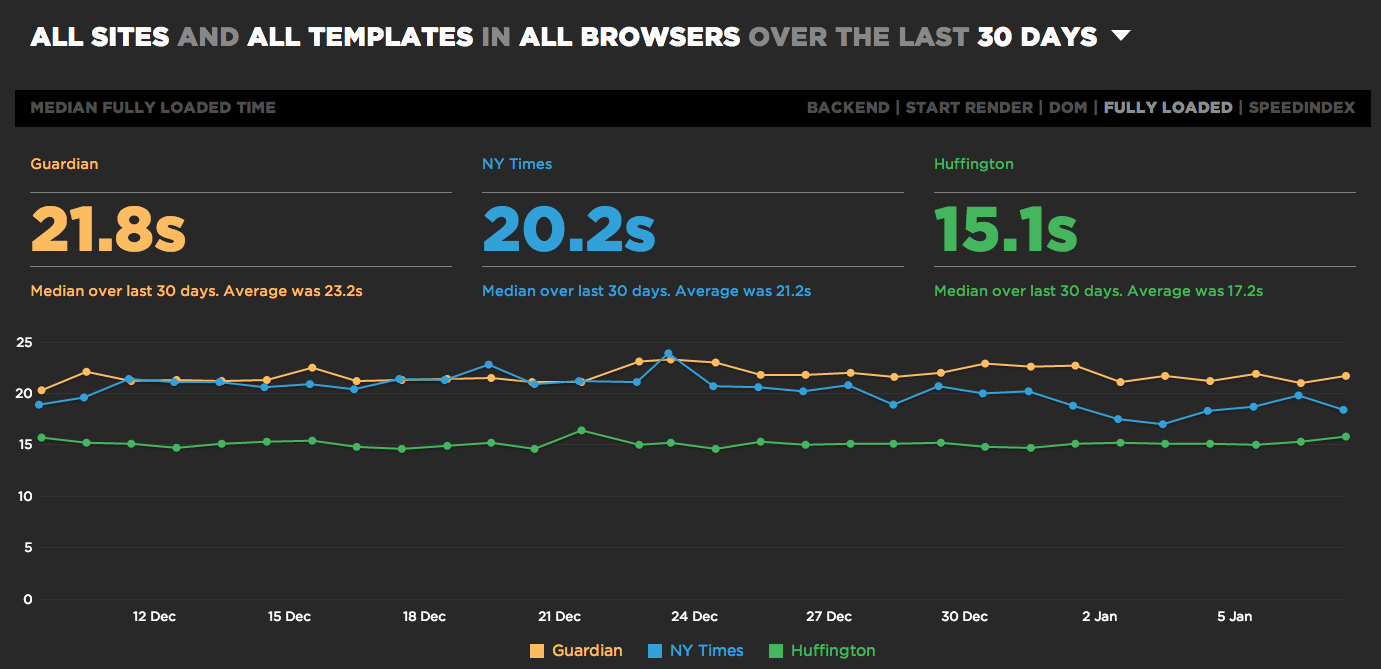 ALL SITES AND ALL TEMPLATES IN ALL BROWSERS OVER THE LAST 30 DAYS
MEDIAN FULLY LOADED TIME
BACKEND | START RENDER | DOM | FULLY LOADED | SPEEDINDEX
Guardian
21.8s
Median over last 30 days. Average was 23.2s
NY Times
20.2s
Median over last 30 days. Average was 21.2s
Huffington
15.1s
Median over last 30 days. Average was 17.2s
25
20
15
10
5
0
12 Dec 15 Dec 18 Dec 21 Dec 24 Dec 27 Dec 30 Dec 2 Jan 5 Jan
Guardian NY Times Huffington